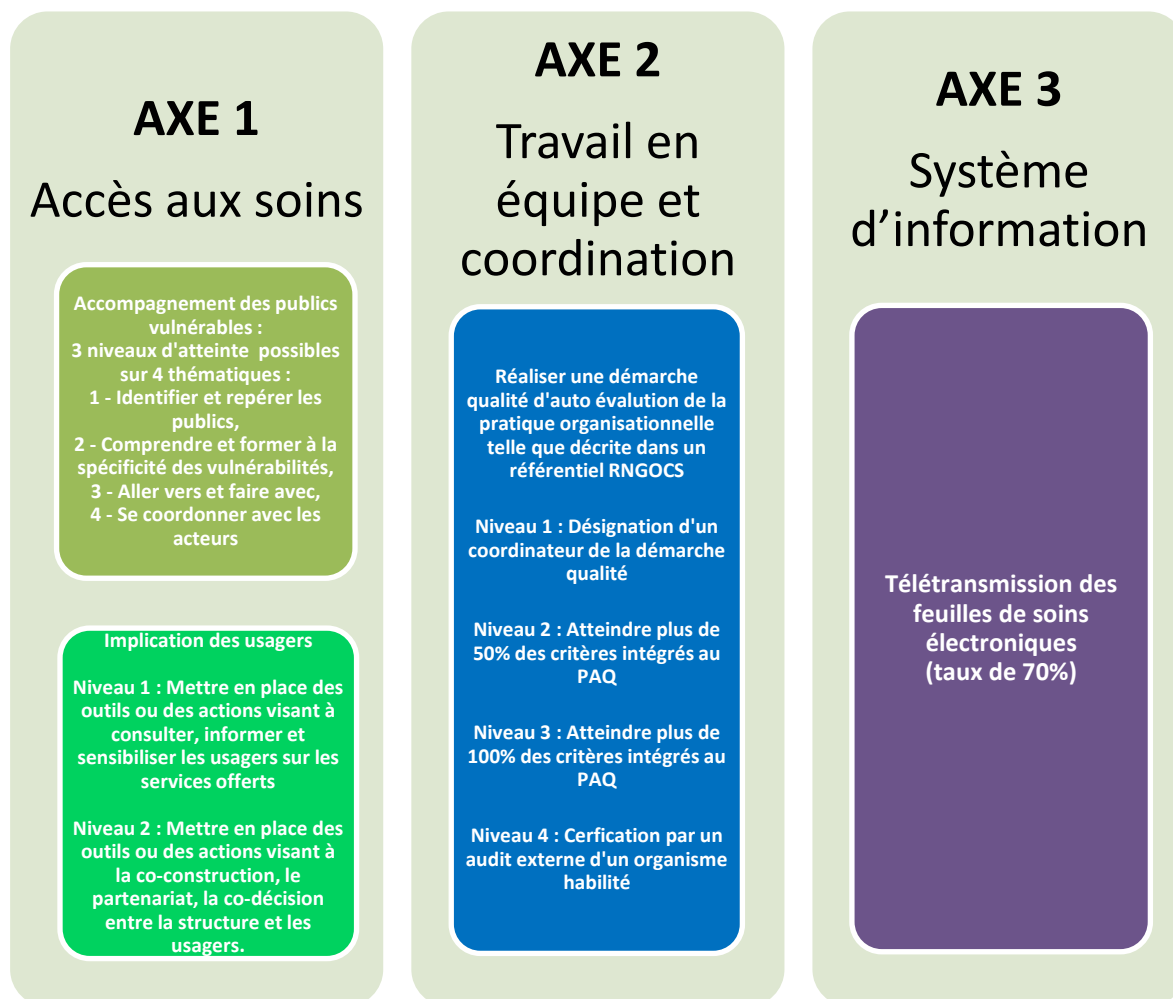 AXE 1
Accès aux soins
Accompagnement des publics
vulnérables :
3 niveaux d'atteinte possibles
sur 4 thématiques :
1 - Identifier et repérer les
publics,
2 - Comprendre et former à la
spécificité des vulnérabilités,
3 - Aller vers et faire avec,
4 - Se coordonner avec les
acteurs
Implication des usagers
Niveau 1 : Mettre en place des
outils ou des actions visant à
consulter, informer et
sensibiliser les usagers sur les
services offerts
Niveau 2 : Mettre en place des
outils ou des actions visant à
la co-construction, le
partenariat, la co-décision
entre la structure et les
usagers.
AXE 2
Travail en
équipe et
coordination
Réaliser une démarche
qualité d'auto évalution de la
pratique organisationnelle
telle que décrite dans un
référentiel RNGOCS
Niveau 1 : Désignation d'un
coordinateur de la démarche
qualité
Niveau 2 : Atteindre plus de
50% des critères intégrés au
PAQ
Niveau 3 : Atteindre plus de
100% des critères intégrés au
PAQ
Niveau 4 : Cerfication par un
audit externe d'un organisme
habilité
AXE 3
Système
d’information
Télétransmission des
feuilles de soins
électroniques
(taux de 70%)